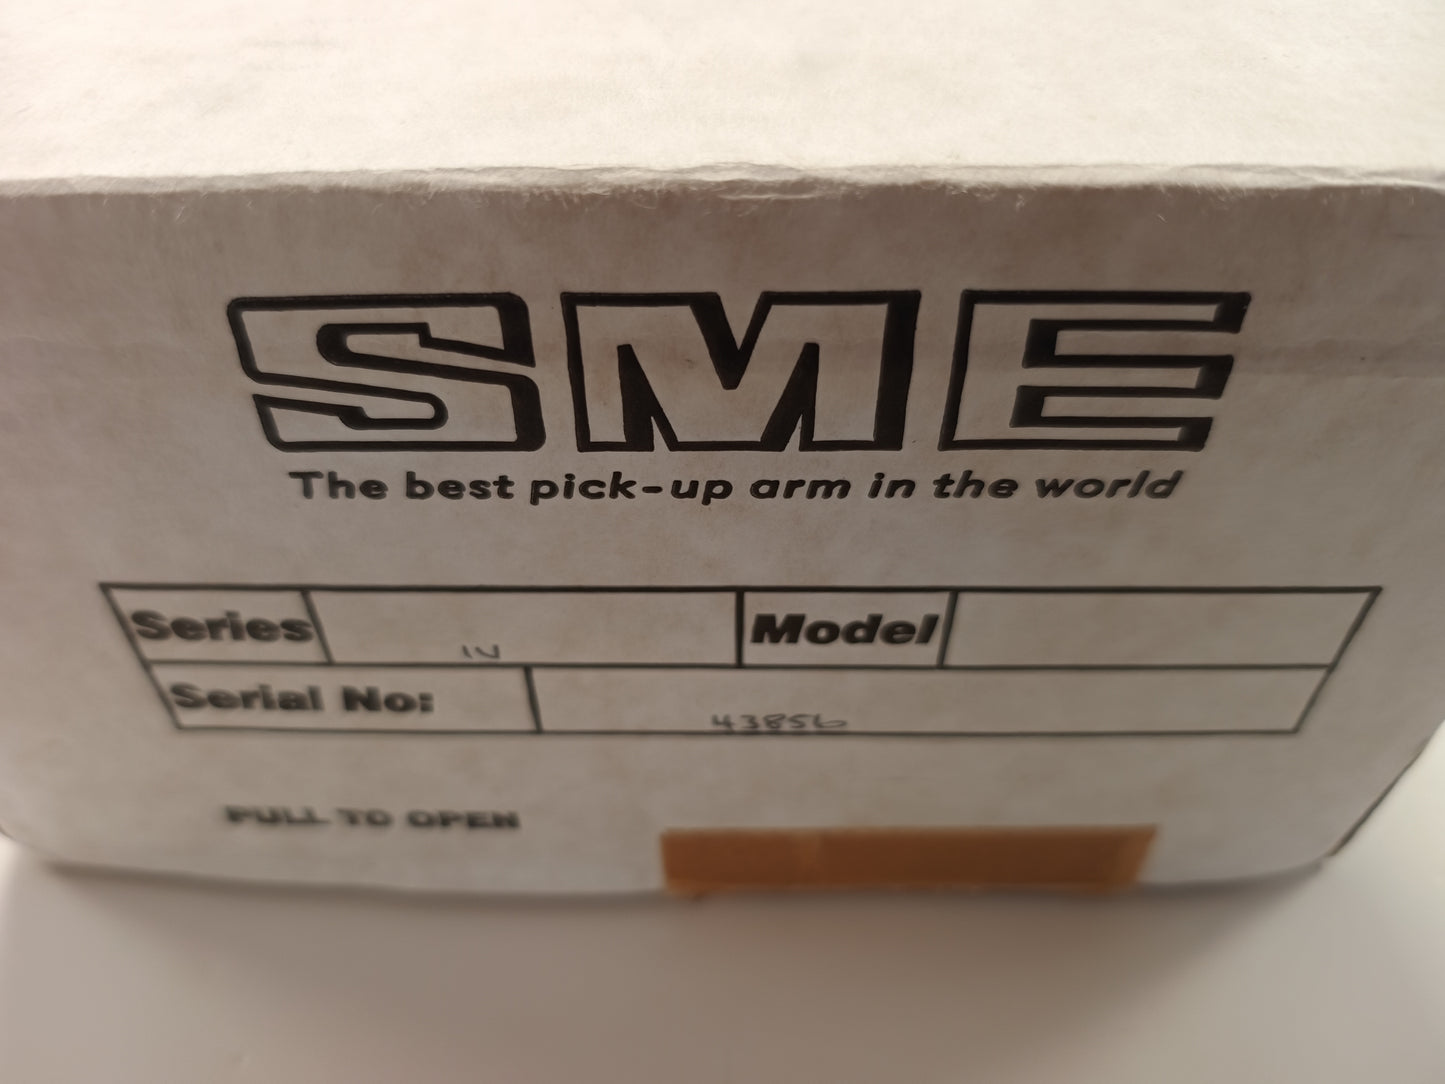 SME
The best pick-up arm in the world
Series IV Model
Serial No: 43856
PULL TO OPEN